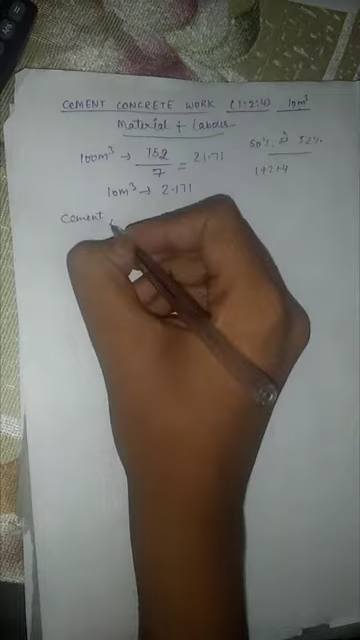 CEMENT CONCRETE WORK (1:2:4) 10m³
Material + Labour
100m³ → 152/7 = 21.71
50% 52%
1+2+4
10m³ → 2.171
Cement